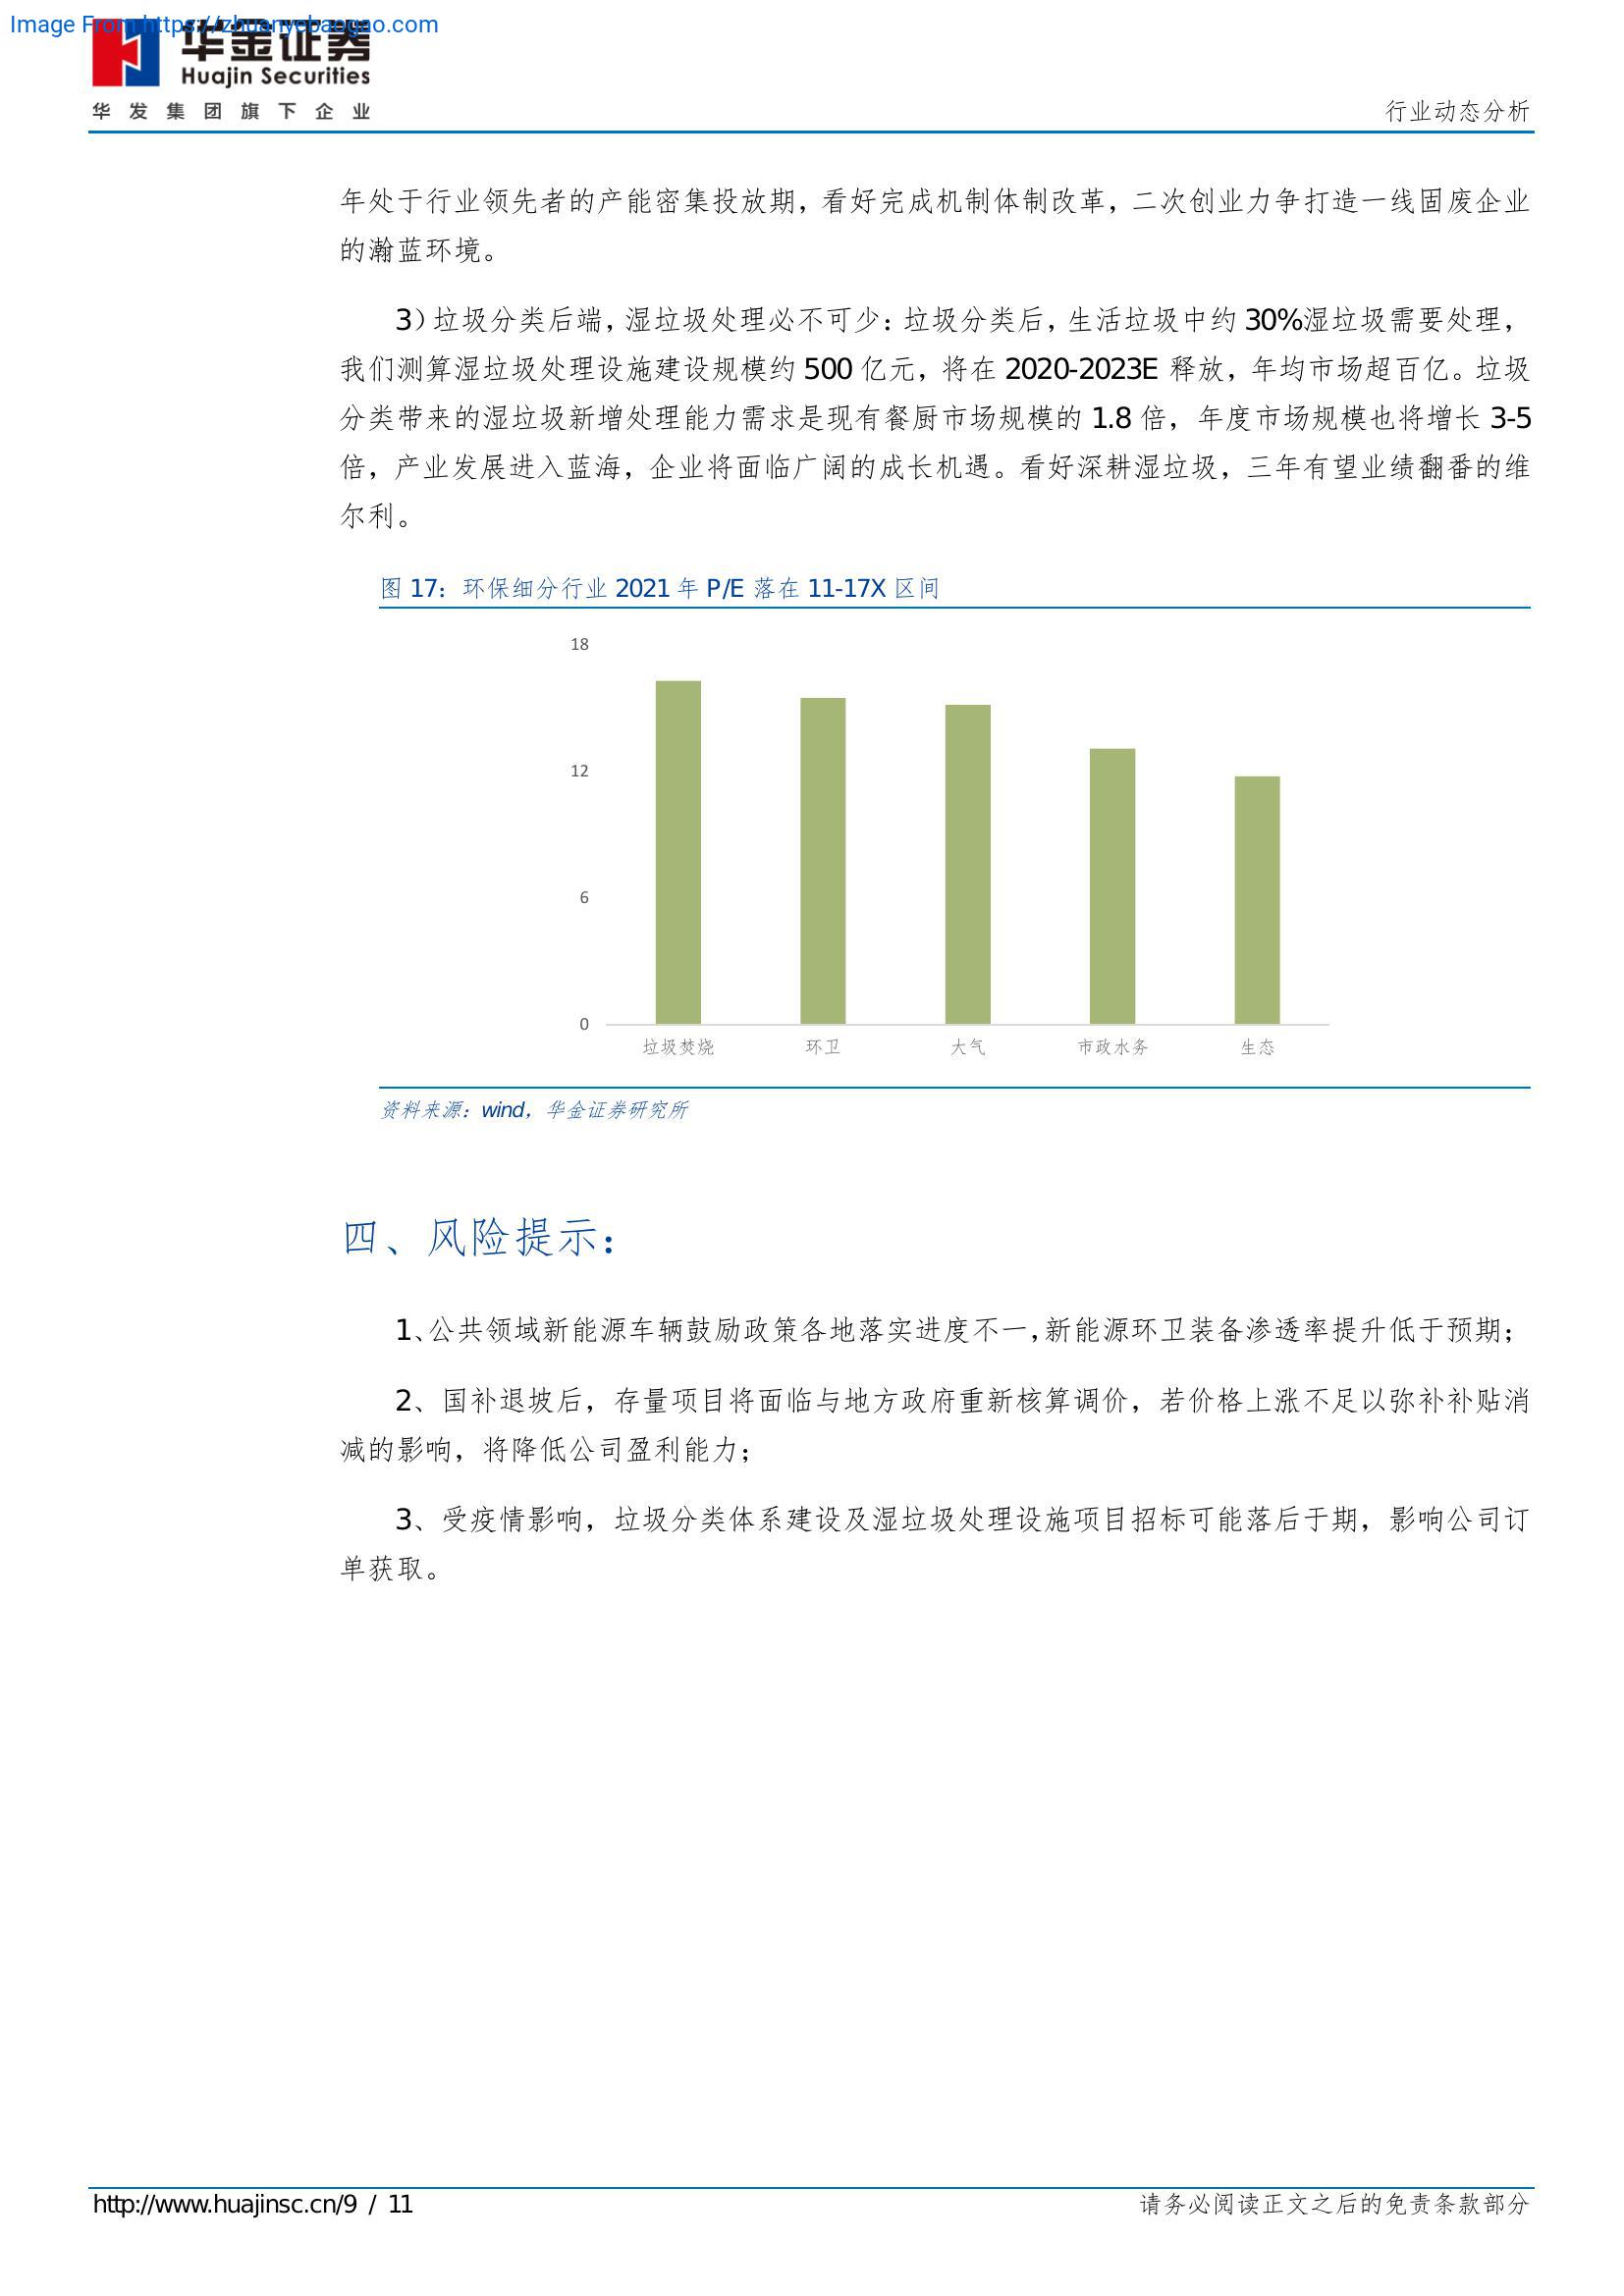 Image From https://zhuanyebaogao.com
华金证券
Huajin Securities
华发集团旗下企业
行业动态分析
年处于行业领先者的产能密集投放期，看好完成机制体制改革，二次创业力争打造一线固废企业
的瀚蓝环境。
3）垃圾分类后端，湿垃圾处理必不可少：垃圾分类后，生活垃圾中约 30%湿垃圾需要处理，
我们测算湿垃圾处理设施建设规模约 500 亿元，将在 2020-2023E 释放，年均市场超百亿。垃圾
分类带来的湿垃圾新增处理能力需求是现有餐厨市场规模的 1.8 倍，年度市场规模也将增长 3-5
倍，产业发展进入蓝海，企业将面临广阔的成长机遇。看好深耕湿垃圾，三年有望业绩翻番的维
尔利。
图 17：环保细分行业 2021 年 P/E 落在 11-17X 区间
18
12
6
0
垃圾焚烧 环卫 大气 市政水务 生态
资料来源：wind，华金证券研究所
四、风险提示：
1、公共领域新能源车辆鼓励政策各地落实进度不一，新能源环卫装备渗透率提升低于预期；
2、国补退坡后，存量项目将面临与地方政府重新核算调价，若价格上涨不足以弥补补贴消
减的影响，将降低公司盈利能力；
3、受疫情影响，垃圾分类体系建设及湿垃圾处理设施项目招标可能落后于期，影响公司订
单获取。
http://www.huajinsc.cn/9 / 11
请务必阅读正文之后的免责条款部分